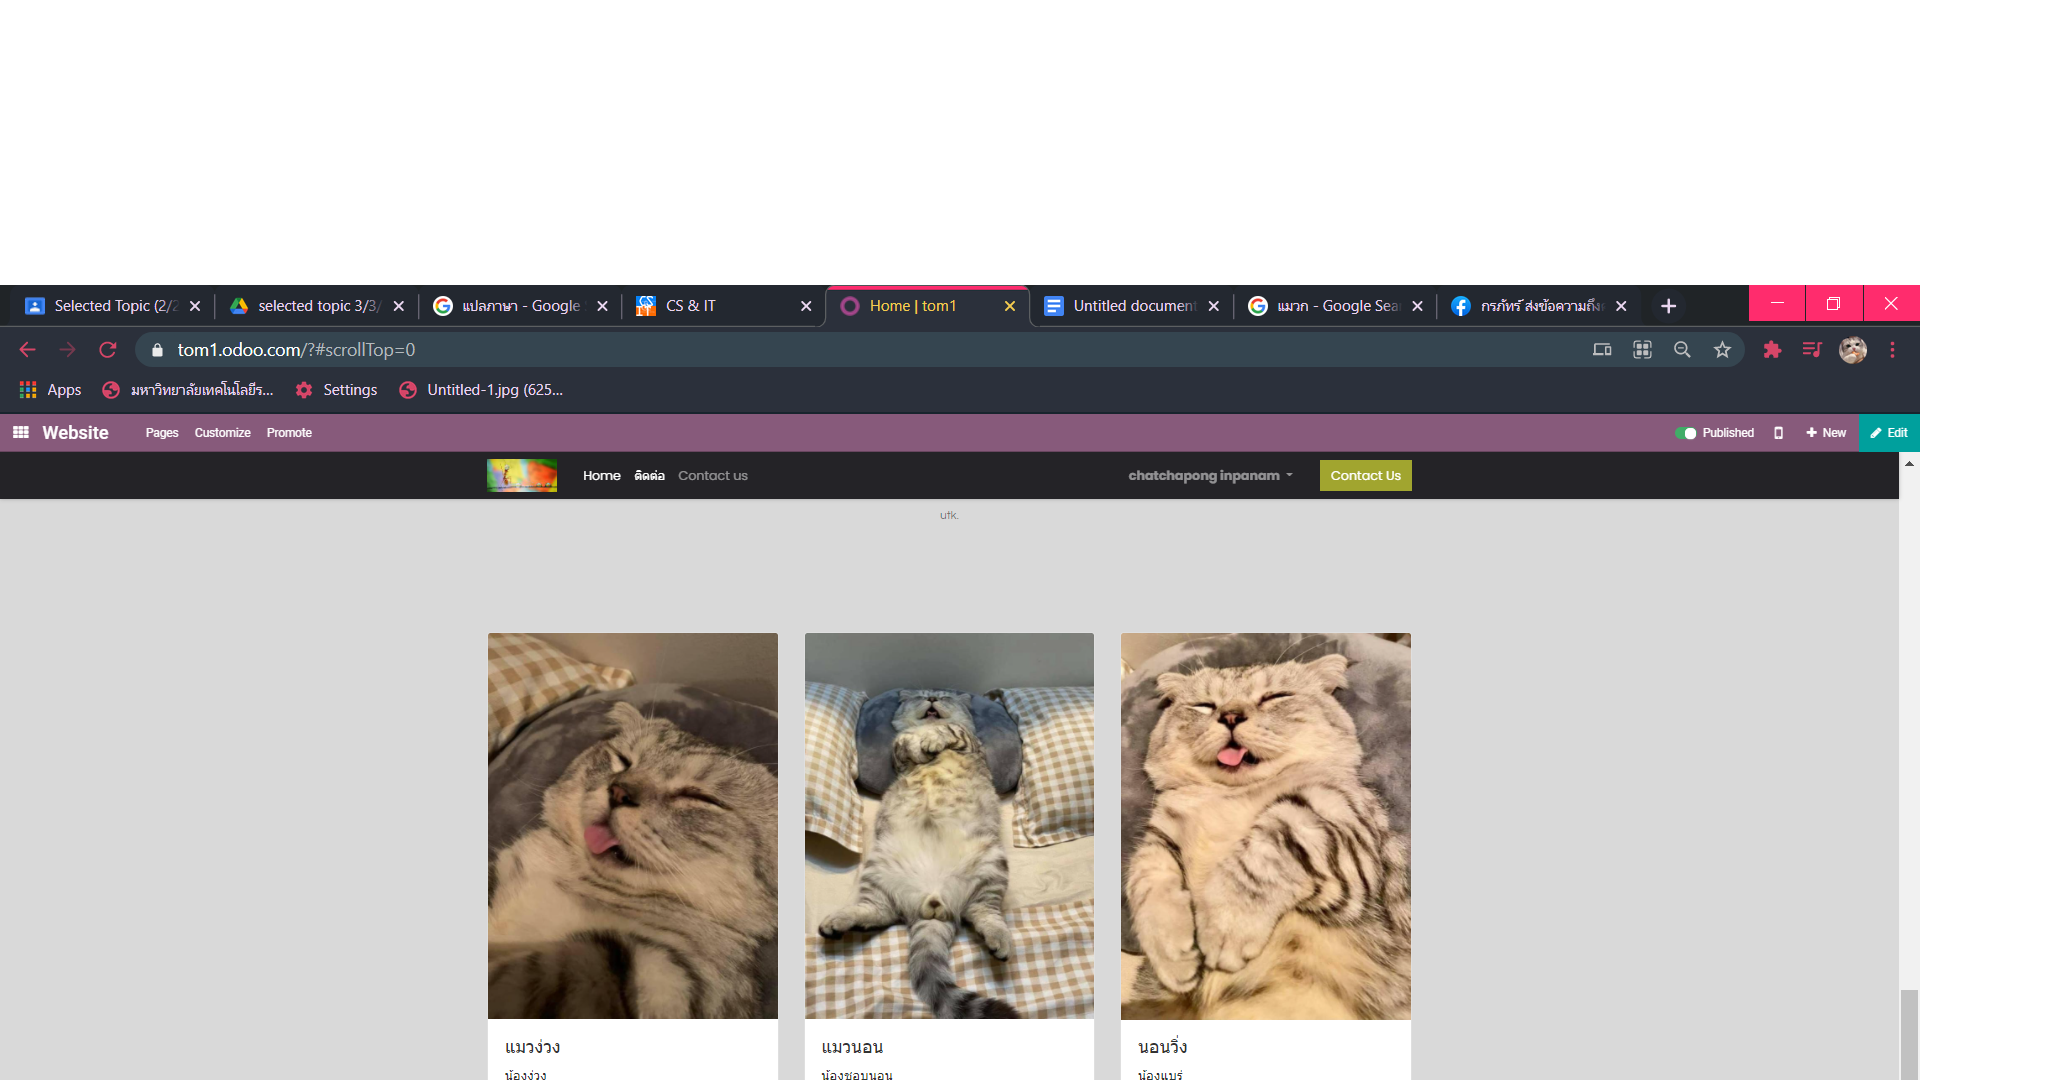 Selected Topic (2/2
selected topic 3/3/
แปลภาษา - Google
CS & IT
Home | tom1
Untitled document
แมวก - Google Sea
กรภัทร์ ส่งข้อความถึง
tom1.odoo.com/?#scrollTop=0
Apps
มหาวิทยาลัยเทคโนโลยีร...
Settings
Untitled-1.jpg (625...
Website
Pages
Customize
Promote
Published
New
Edit
Home
ติดต่อ
Contact us
chatchapong inpanam
Contact Us
utk.
แมวง่วง
แมวนอน
นอนวิ่ง
น้องง่วง
น้องชอบนอน
น้องแบร่